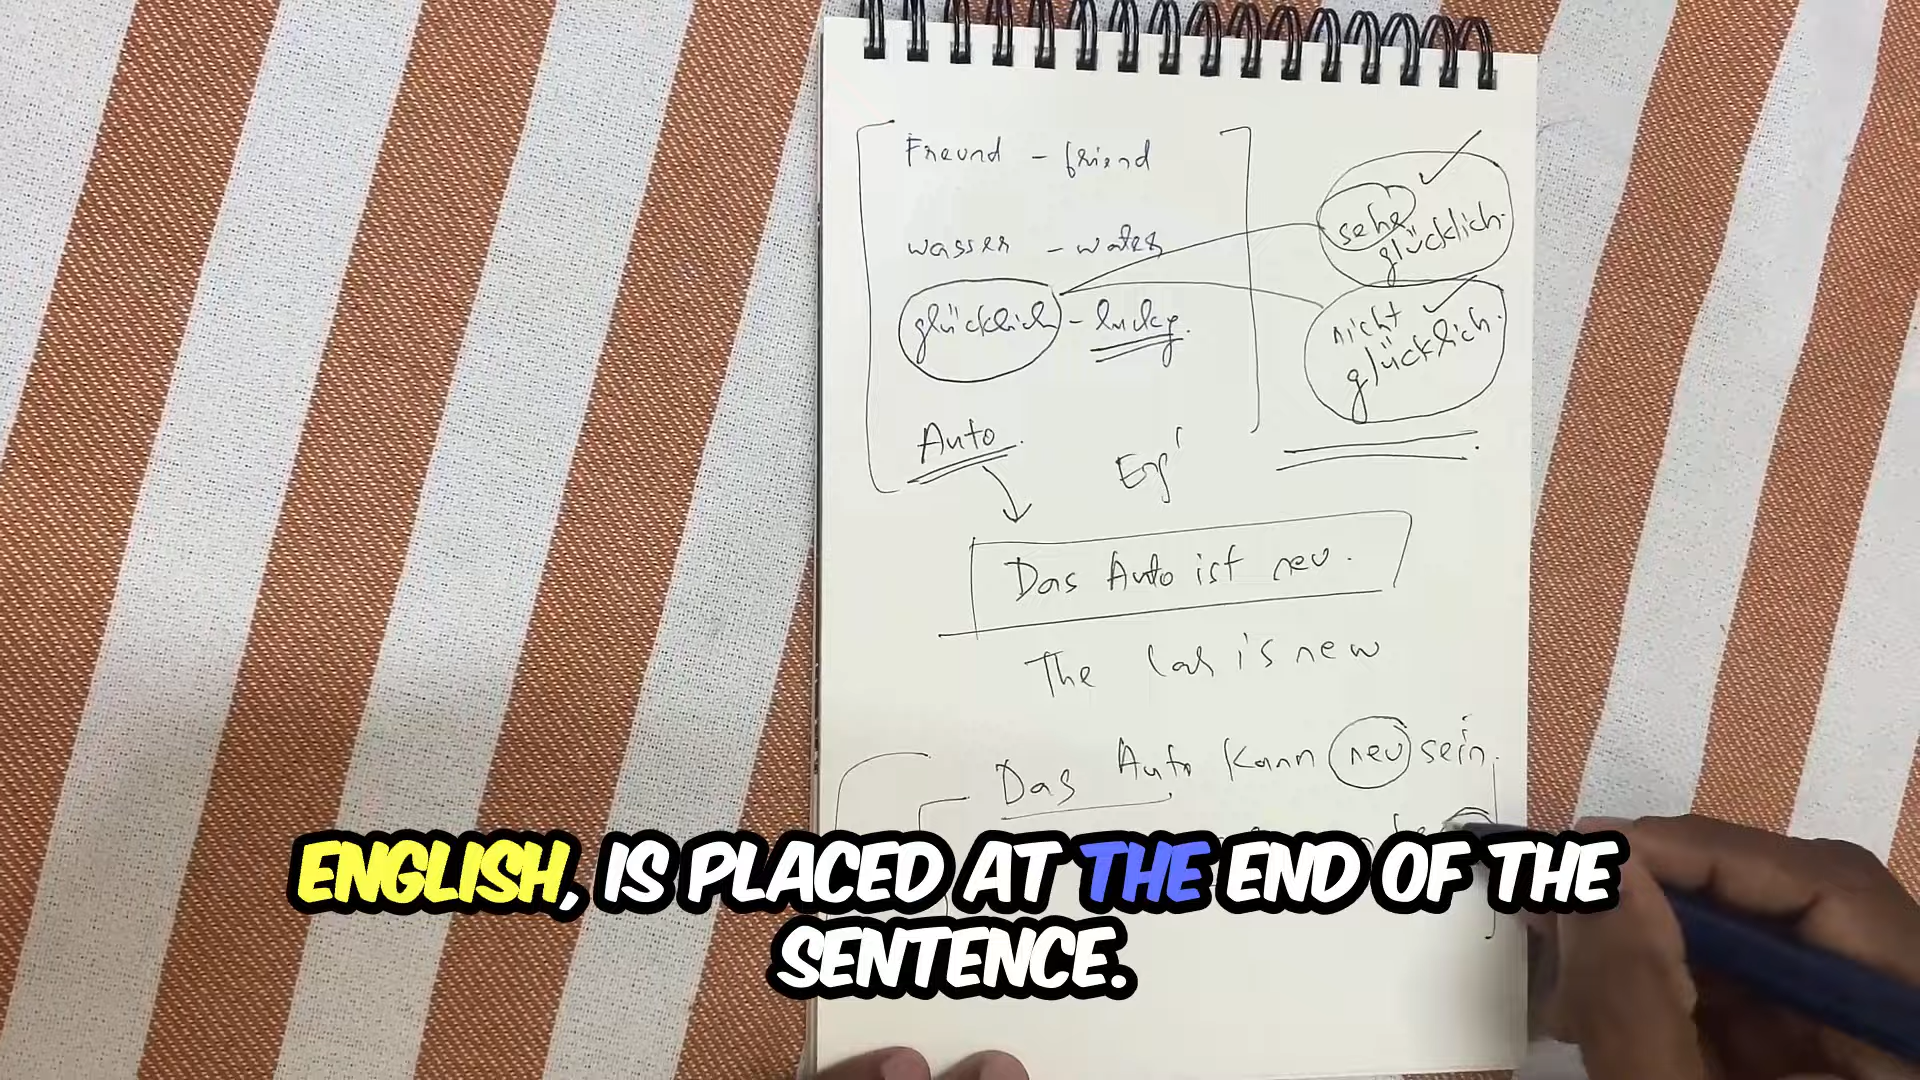 Freund - friend
wasser - water
glücklich - lucky.
sehr
glücklich.
nicht
glücklich.
Auto.
Eng
Das Auto ist neu.
The car is new
Das Auto kann neu sein.
ENGLISH, IS PLACED AT THE END OF THE
SENTENCE.